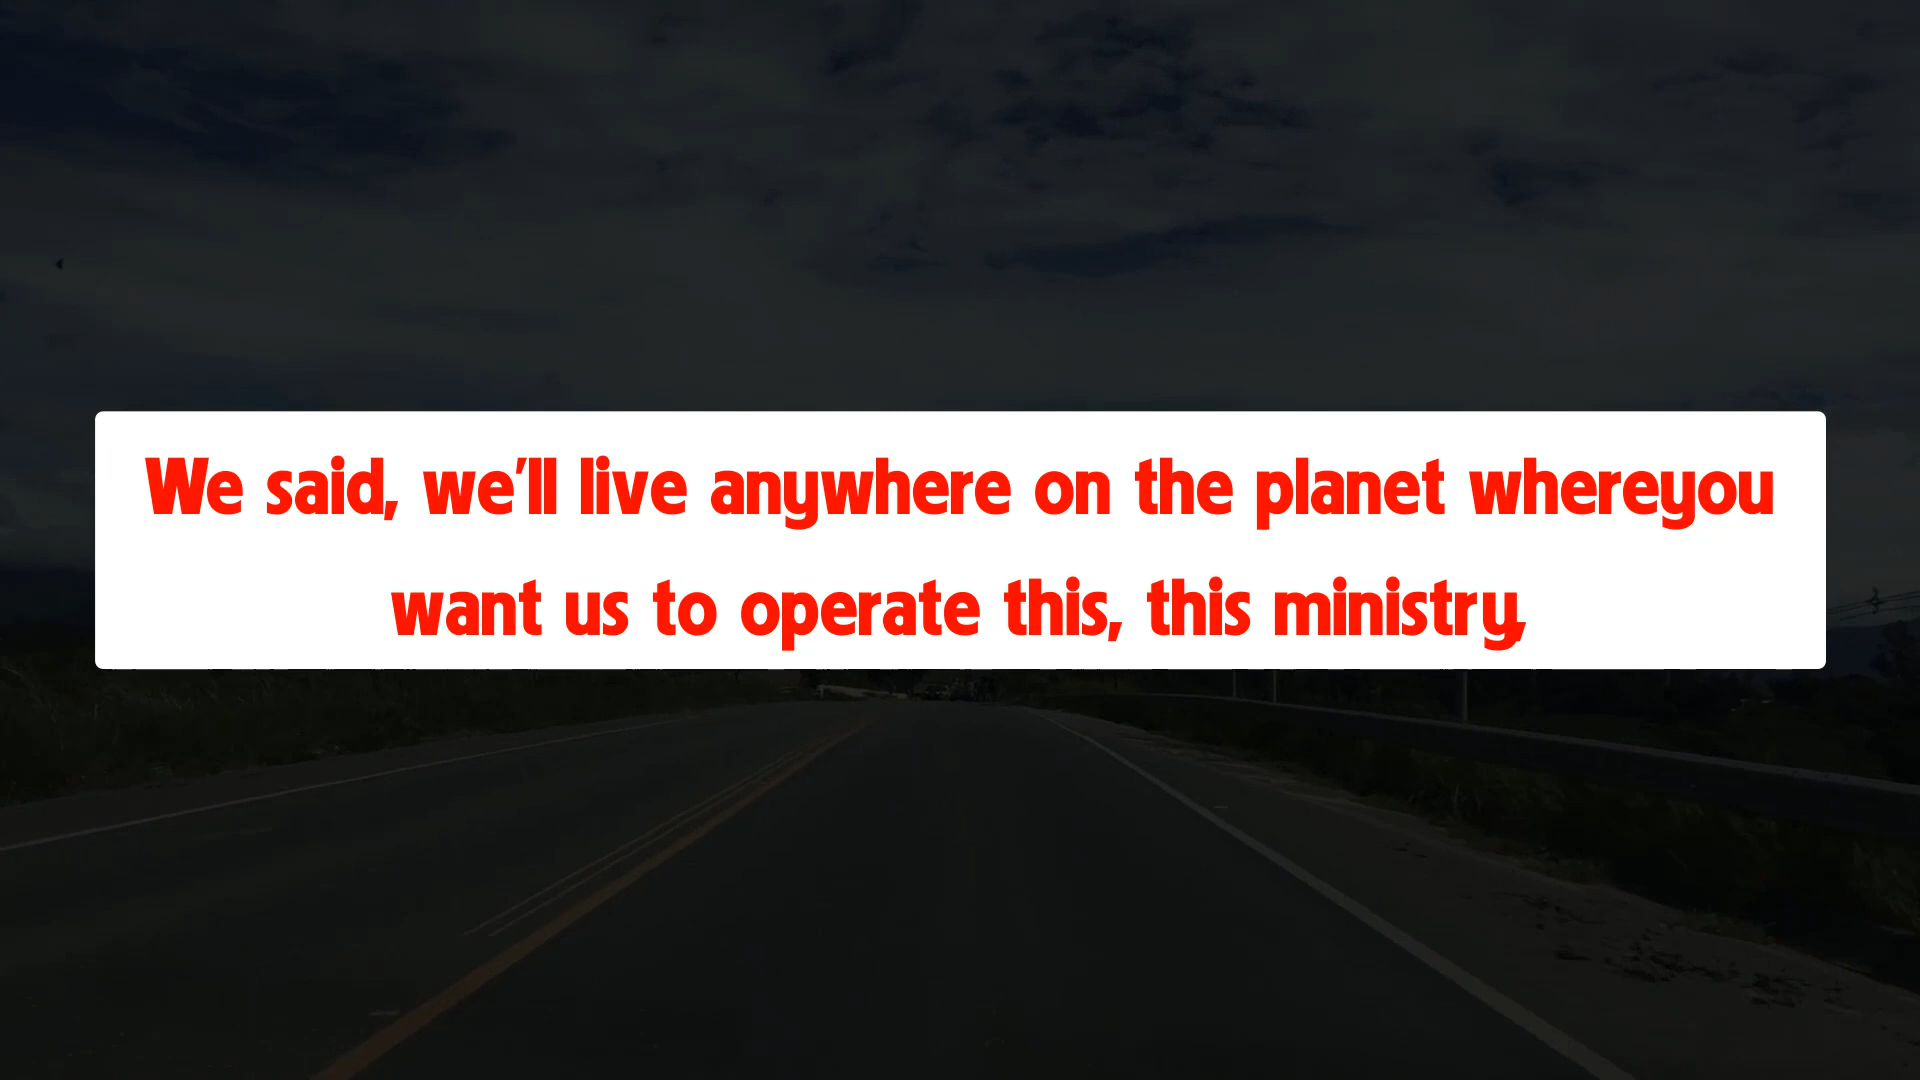 We said, we'll live anywhere on the planet whereyou
want us to operate this, this ministry,